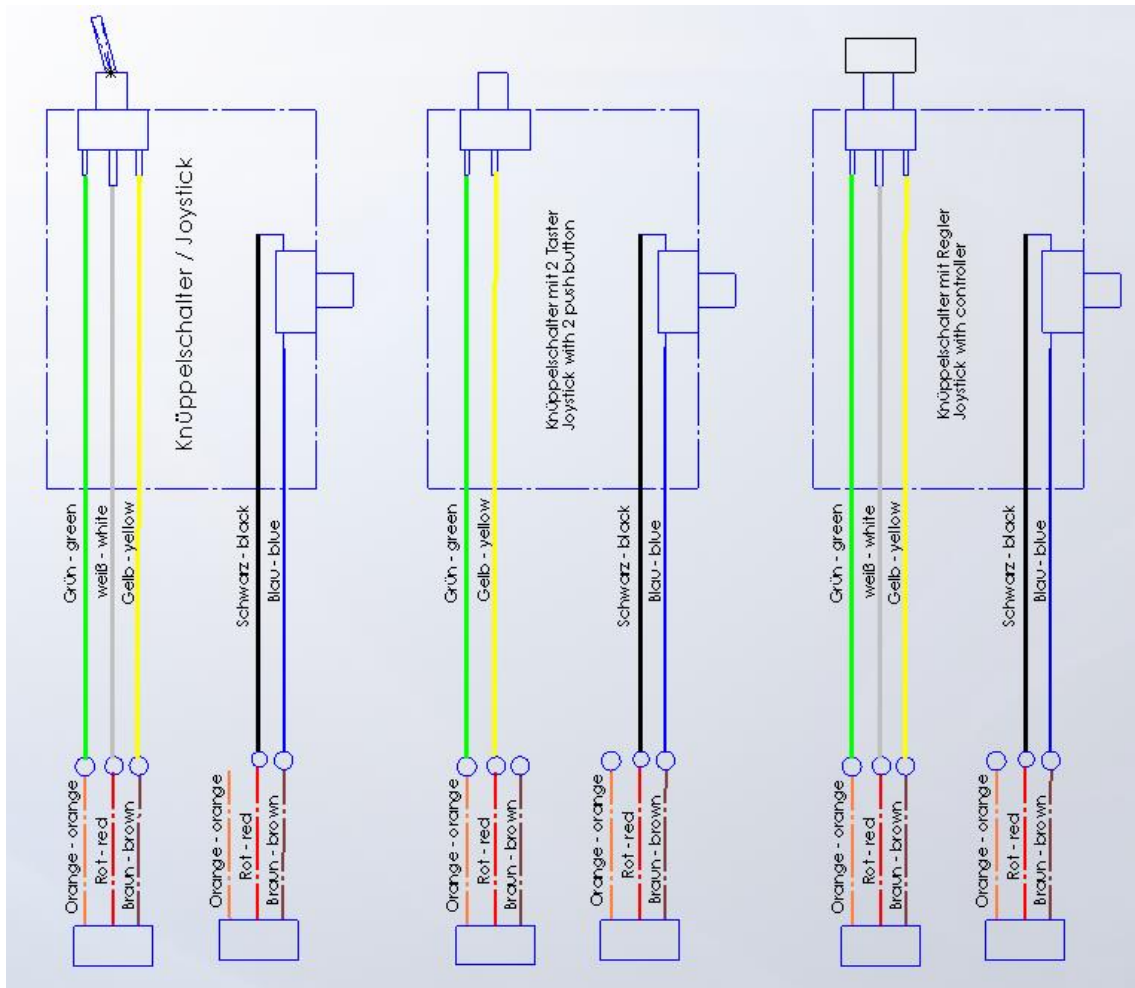 Knüppelschalter / Joystick
Grün - green
weiß - white
Gelb - yellow
Schwarz - black
Blau - blue
Orange - orange
Rot - red
Braun - brown
Orange - orange
Rot - red
Braun - brown
Knüppelschalter mit 2 Taster
Joystick with 2 push button
Grün - green
Gelb - yellow
Schwarz - black
Blau - blue
Orange - orange
Rot - red
Braun - brown
Orange - orange
Rot - red
Braun - brown
Knüppelschalter mit Regler
Joystick with controller
Grün - green
weiß - white
Gelb - yellow
Schwarz - black
Blau - blue
Orange - orange
Rot - red
Braun - brown
Orange - orange
Rot - red
Braun - brown